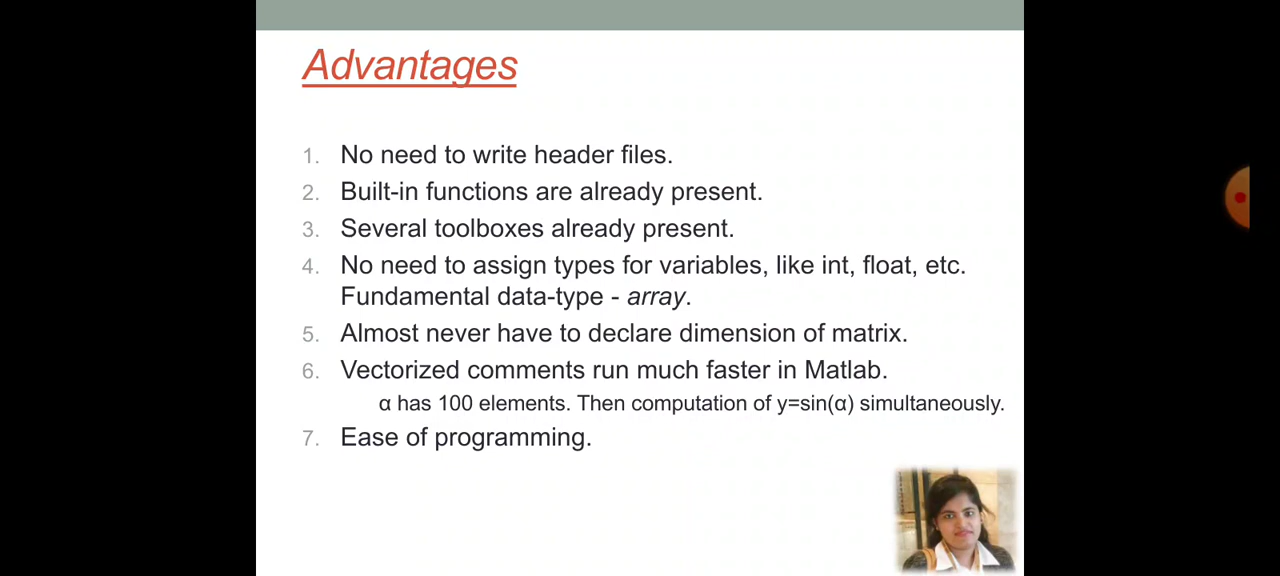 Advantages
1. No need to write header files.
2. Built-in functions are already present.
3. Several toolboxes already present.
4. No need to assign types for variables, like int, float, etc.
Fundamental data-type - array.
5. Almost never have to declare dimension of matrix.
6. Vectorized comments run much faster in Matlab.
α has 100 elements. Then computation of y=sin(α) simultaneously.
7. Ease of programming.